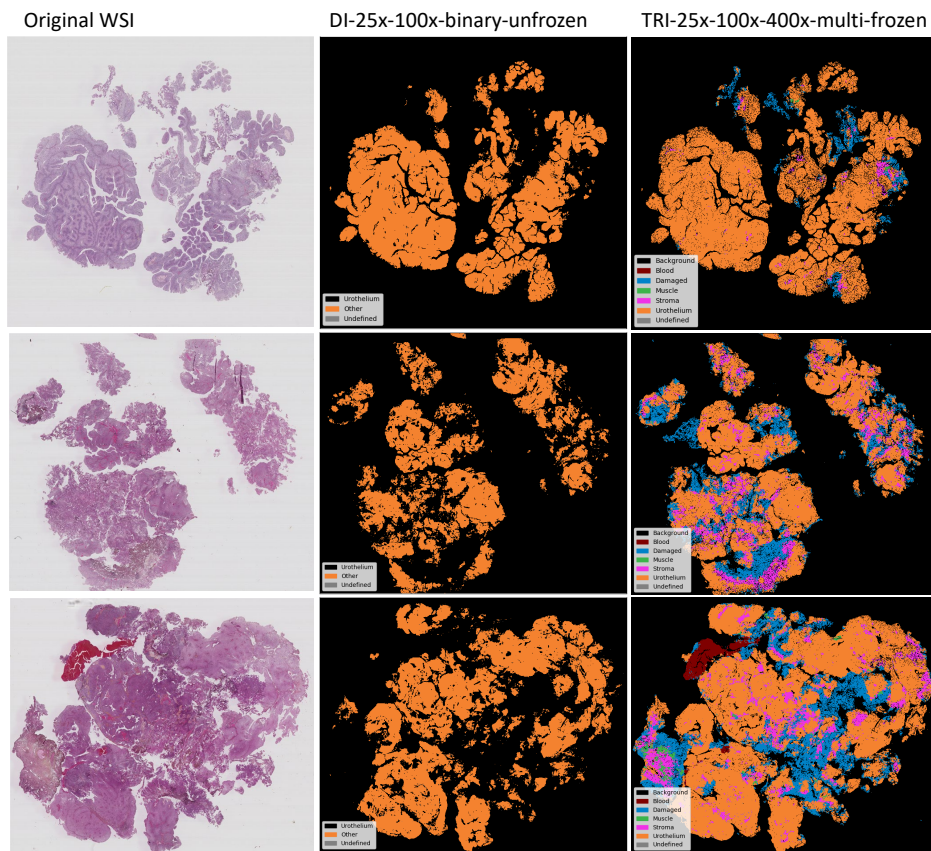 Original WSI
DI-25x-100x-binary-unfrozen
TRI-25x-100x-400x-multi-frozen
Urothelium
Other
Undefined
Background
Blood
Damaged
Muscle
Stroma
Urothelium
Undefined
Urothelium
Other
Undefined
Background
Blood
Damaged
Muscle
Stroma
Urothelium
Undefined
Urothelium
Other
Undefined
Background
Blood
Damaged
Muscle
Stroma
Urothelium
Undefined